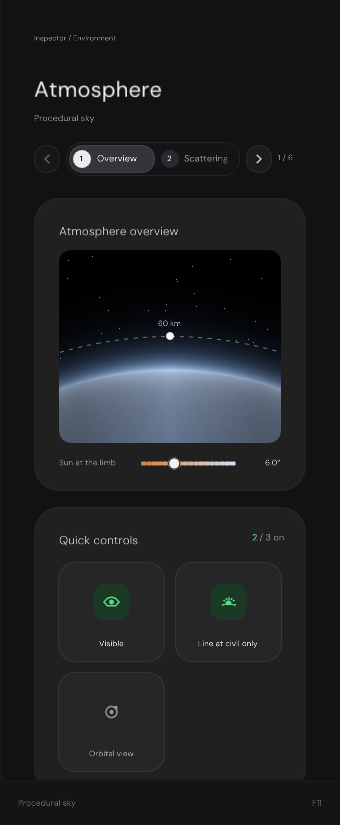 Inspector / Environment
Atmosphere
Procedural sky
1 Overview 2 Scattering 1 / 6
Atmosphere overview
60 km
Sun at the limb 6.0°
Quick controls 2 / 3 on
Visible Line at civil only
Orbital view
Procedural sky F11